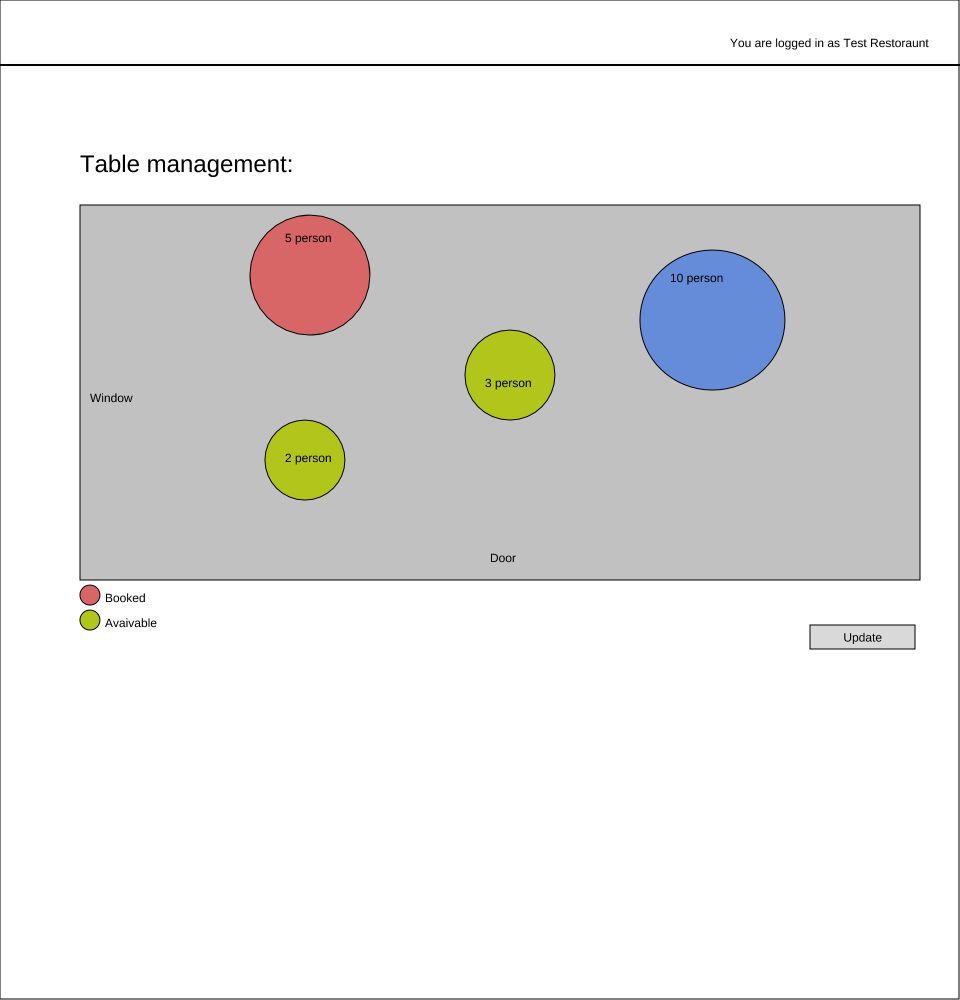 You are logged in as Test Restoraunt
Table management:
5 person
10 person
3 person
Window
2 person
Door
Booked
Avaivable
Update